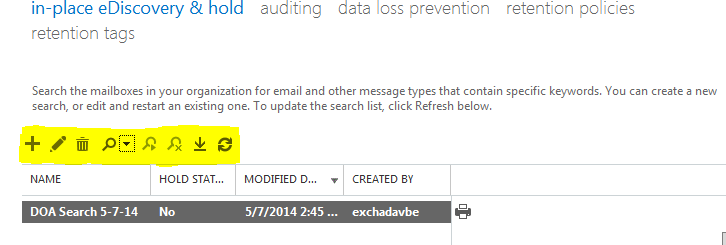 in-place eDiscovery & hold auditing data loss prevention retention policies
retention tags
Search the mailboxes in your organization for email and other message types that contain specific keywords. You can create a new
search, or edit and restart an existing one. To update the search list, click Refresh below.
NAME HOLD STAT... MODIFIED D... CREATED BY
DOA Search 5-7-14 No 5/7/2014 2:45 ... exchadavbe